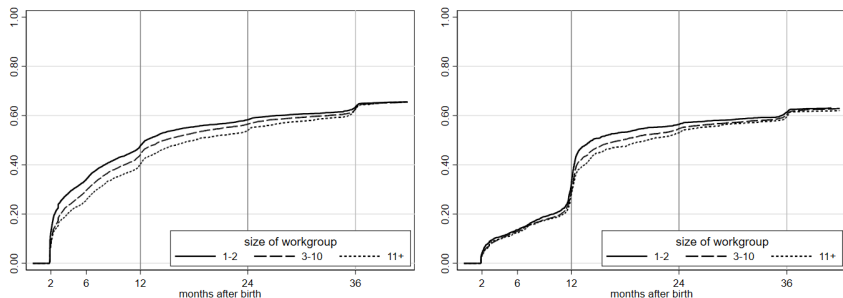 1.00
0.80
0.60
0.40
0.20
0.00
size of workgroup
1-2 3-10 11+
2 6 12 24 36
months after birth
1.00
0.80
0.60
0.40
0.20
0.00
size of workgroup
1-2 3-10 11+
2 6 12 24 36
months after birth